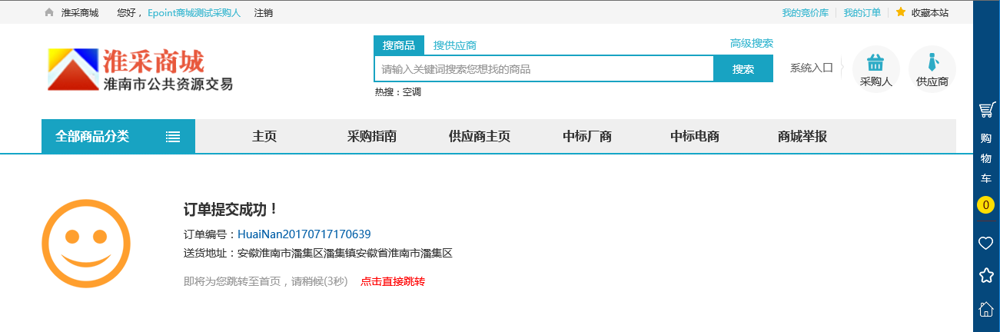 淮采商城 您好， Epoint商城测试采购人 注销 我的竞价库 我的订单 收藏本站
搜商品 搜供应商 高级搜索
淮采商城
淮南市公共资源交易
请输入关键词搜索您想找的商品 搜索
热搜：空调
系统入口 采购人 供应商
全部商品分类 主页 采购指南 供应商主页 中标厂商 中标电商 商城举报
订单提交成功！
订单编号：HuaiNan20170717170639
送货地址：安徽淮南市潘集区潘集镇安徽省淮南市潘集区
即将为您跳转至首页，请稍候(3秒) 点击直接跳转
购
物
车
0